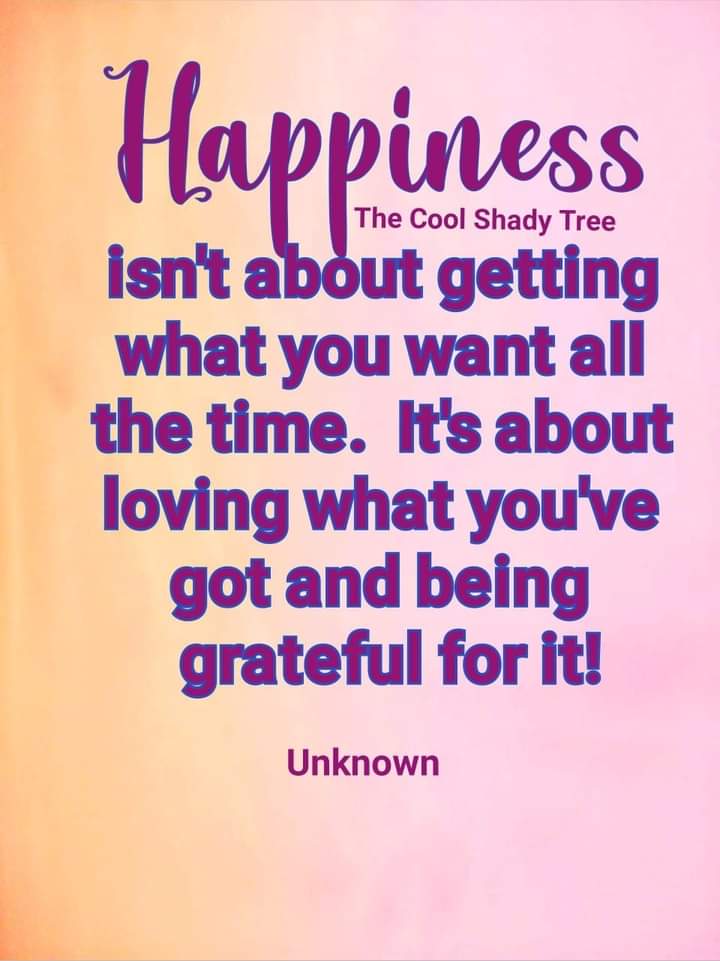 Happiness
The Cool Shady Tree
isn't about getting
what you want all
the time.  It's about
loving what you've
got and being
grateful for it!
Unknown